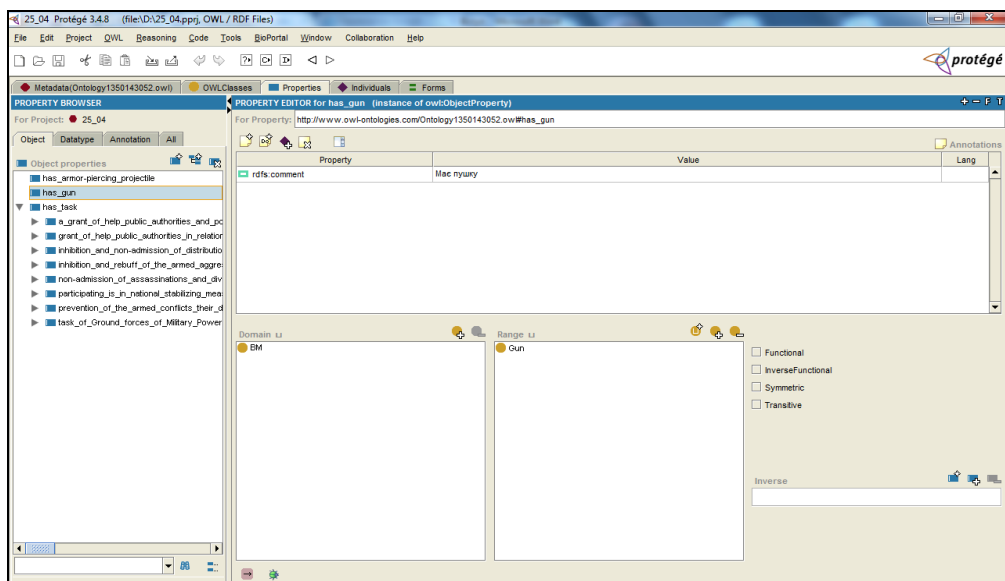 25_04 Protégé 3.4.8 (file:\D:\25_04.pprj, OWL / RDF Files)
File Edit Project OWL Reasoning Code Tools BioPortal Window Collaboration Help
protégé
Metadata(Ontology1350143052.owl) OWLClasses Properties Individuals Forms
PROPERTY BROWSER
PROPERTY EDITOR for has_gun (instance of owl:ObjectProperty)
+ − F T
For Project: 25_04
For Property: http://www.owl-ontologies.com/Ontology1350143052.owl#has_gun
Object Datatype Annotation All
Annotations
Object properties
Property Value Lang
has_armor-piercing_projectile
rdfs:comment Має пушку
has_gun
has_task
a_grant_of_help_public_authorities_and_po
grant_of_help_public_authorities_in_relation
inhibition_and_non-admission_of_distributio
inhibition_and_rebuff_of_the_armed_aggre
non-admission_of_assassinations_and_div
participating_is_in_national_stabilizing_mea
prevention_of_the_armed_conflicts_their_d
task_of_Ground_forces_of_Military_Power
Domain ⊔ Range ⊔
BM Gun
Functional
InverseFunctional
Symmetric
Transitive
Inverse